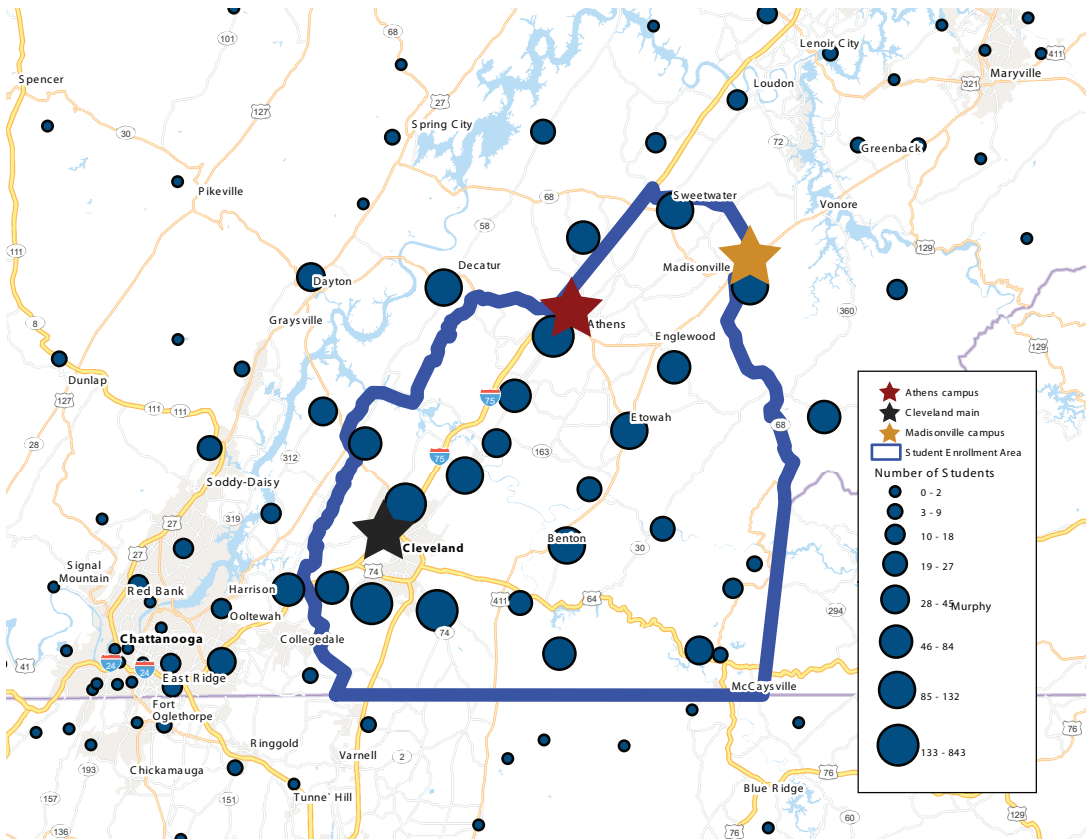 101
68
Lenoir City
411
Spencer
Loudon
Maryville
321
27
127
Spring City
30
72
Greenback
Pikeville
68
Sweetwater
Vonore
58
129
111
Decatur
Madisonville
Dayton
360
8
Graysville
Athens
Englewood
129
Dunlap
127
111
111
75
Athens campus
Cleveland main
Etowah
68
Madisonville campus
28
163
Student Enrollment Area
312
75
Number of Students
Soddy-Daisy
0 - 2
319
3 - 9
27
10 - 18
Benton
Cleveland
30
27
Signal
Mountain
74
19 - 27
Red Bank
Harrison
411
64
28 - 45
Murphy
294
Ooltewah
Chattanooga
Collegedale
74
46 - 84
41
24
24
East Ridge
McCaysville
85 - 132
Fort
Oglethorpe
76
Ringgold
Varnell
2
133 - 843
193
Chickamauga
76
Blue Ridge
157
151
Tunne` Hill
60
129
136
76